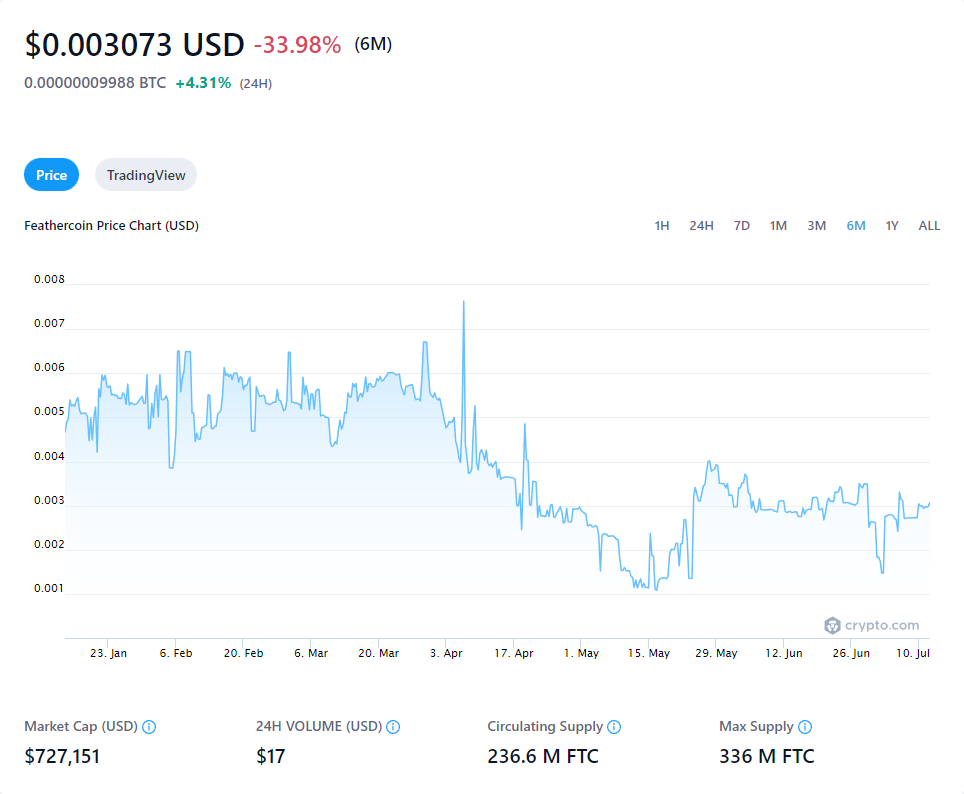 $0.003073 USD -33.98% (6M)
0.00000009988 BTC +4.31% (24H)
Price TradingView
Feathercoin Price Chart (USD) 1H 24H 7D 1M 3M 6M 1Y ALL
0.008
0.007
0.006
0.005
0.004
0.003
0.002
0.001
crypto.com
23. Jan 6. Feb 20. Feb 6. Mar 20. Mar 3. Apr 17. Apr 1. May 15. May 29. May 12. Jun 26. Jun 10. Jul
Market Cap (USD) 24H VOLUME (USD) Circulating Supply Max Supply
$727,151 $17 236.6 M FTC 336 M FTC